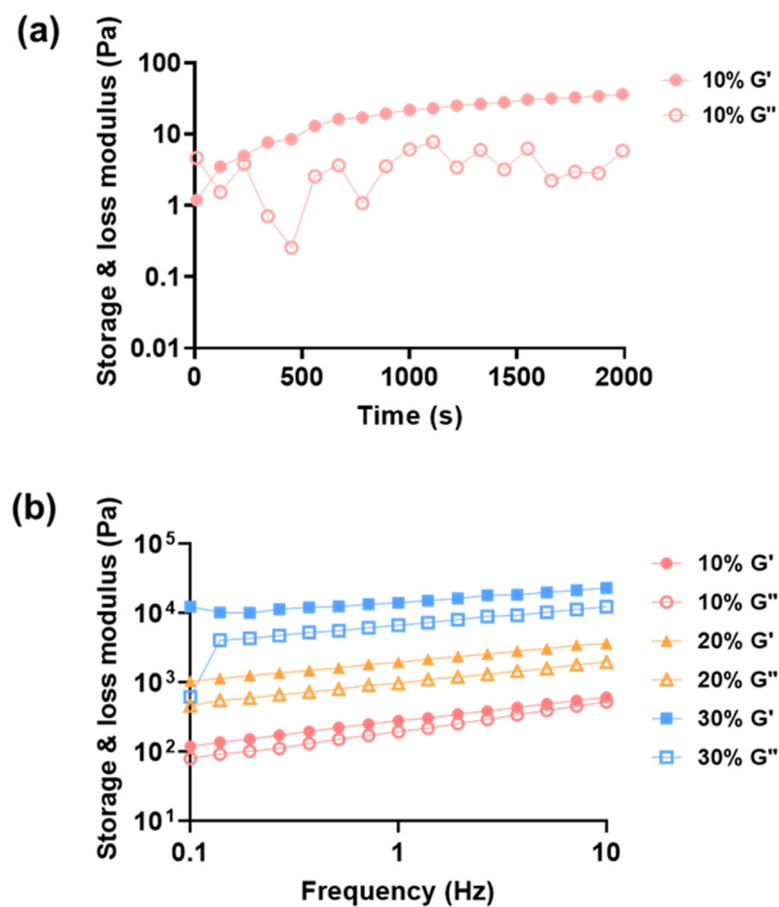 (a)
Storage & loss modulus (Pa)
100
10
1
0.1
0.01
0
500
1000
1500
2000
Time (s)
10% G'
10% G"
(b)
Storage & loss modulus (Pa)
10⁵
10⁴
10³
10²
10¹
0.1
1
10
Frequency (Hz)
10% G'
10% G"
20% G'
20% G"
30% G'
30% G"